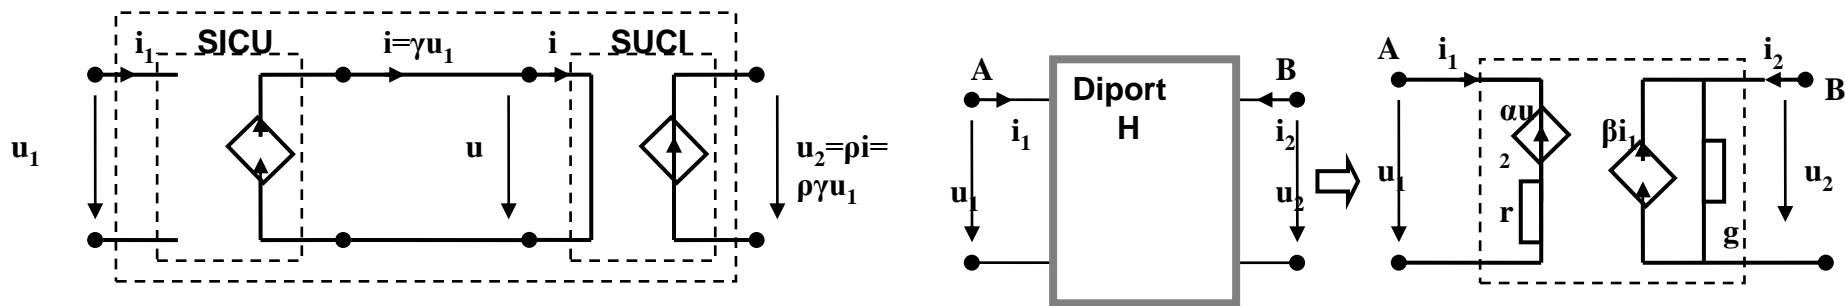 SICU
SUCI
i₁
i=γu₁
i
u₁
u
u₂=ρi=
ργu₁
A
B
Diport
H
i₁
i₂
u₁
u₂
A
i₁
i₂
B
αu
2
βi₁
u₁
u₂
r
g